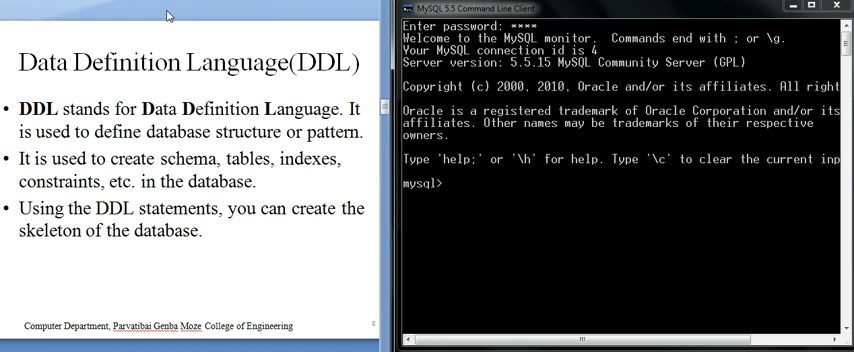 Data Definition Language(DDL)
• DDL stands for Data Definition Language. It
is used to define database structure or pattern.
• It is used to create schema, tables, indexes,
constraints, etc. in the database.
• Using the DDL statements, you can create the
skeleton of the database.
Computer Department, Parvatibai Genba Moze College of Engineering
8
MySQL 5.5 Command Line Client
Enter password: ****
Welcome to the MySQL monitor.  Commands end with ; or \g.
Your MySQL connection id is 4
Server version: 5.5.15 MySQL Community Server (GPL)
Copyright (c) 2000, 2010, Oracle and/or its affiliates. All right
Oracle is a registered trademark of Oracle Corporation and/or its
affiliates. Other names may be trademarks of their respective
owners.
Type 'help;' or '\h' for help. Type '\c' to clear the current inp
mysql>